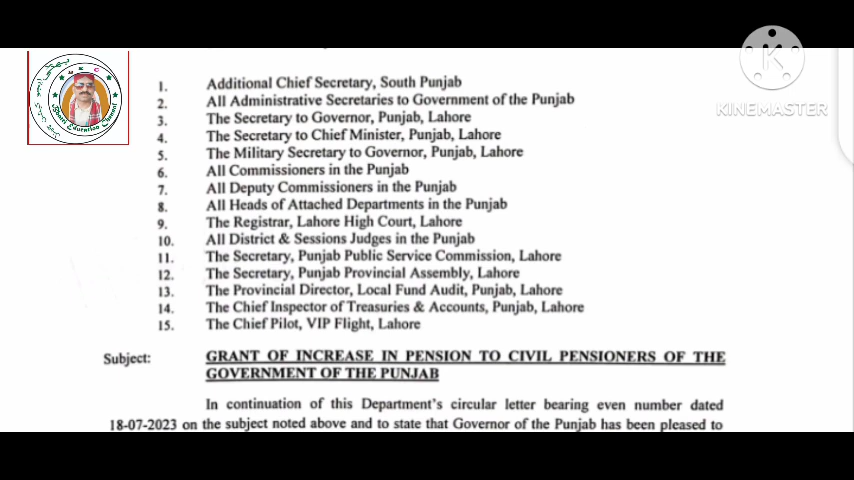 KINEMASTER
Education Channel
1. Additional Chief Secretary, South Punjab
2. All Administrative Secretaries to Government of the Punjab
3. The Secretary to Governor, Punjab, Lahore
4. The Secretary to Chief Minister, Punjab, Lahore
5. The Military Secretary to Governor, Punjab, Lahore
6. All Commissioners in the Punjab
7. All Deputy Commissioners in the Punjab
8. All Heads of Attached Departments in the Punjab
9. The Registrar, Lahore High Court, Lahore
10. All District & Sessions Judges in the Punjab
11. The Secretary, Punjab Public Service Commission, Lahore
12. The Secretary, Punjab Provincial Assembly, Lahore
13. The Provincial Director, Local Fund Audit, Punjab, Lahore
14. The Chief Inspector of Treasuries & Accounts, Punjab, Lahore
15. The Chief Pilot, VIP Flight, Lahore
Subject: GRANT OF INCREASE IN PENSION TO CIVIL PENSIONERS OF THE
GOVERNMENT OF THE PUNJAB
In continuation of this Department's circular letter bearing even number dated
18-07-2023 on the subject noted above and to state that Governor of the Punjab has been pleased to